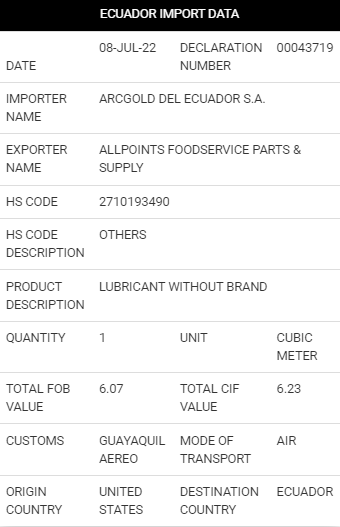 ECUADOR IMPORT DATA
DATE 08-JUL-22 DECLARATION NUMBER 00043719
IMPORTER NAME ARCGOLD DEL ECUADOR S.A.
EXPORTER NAME ALLPOINTS FOODSERVICE PARTS & SUPPLY
HS CODE 2710193490
HS CODE DESCRIPTION OTHERS
PRODUCT DESCRIPTION LUBRICANT WITHOUT BRAND
QUANTITY 1 UNIT CUBIC METER
TOTAL FOB VALUE 6.07 TOTAL CIF VALUE 6.23
CUSTOMS GUAYAQUIL AEREO MODE OF TRANSPORT AIR
ORIGIN COUNTRY UNITED STATES DESTINATION COUNTRY ECUADOR